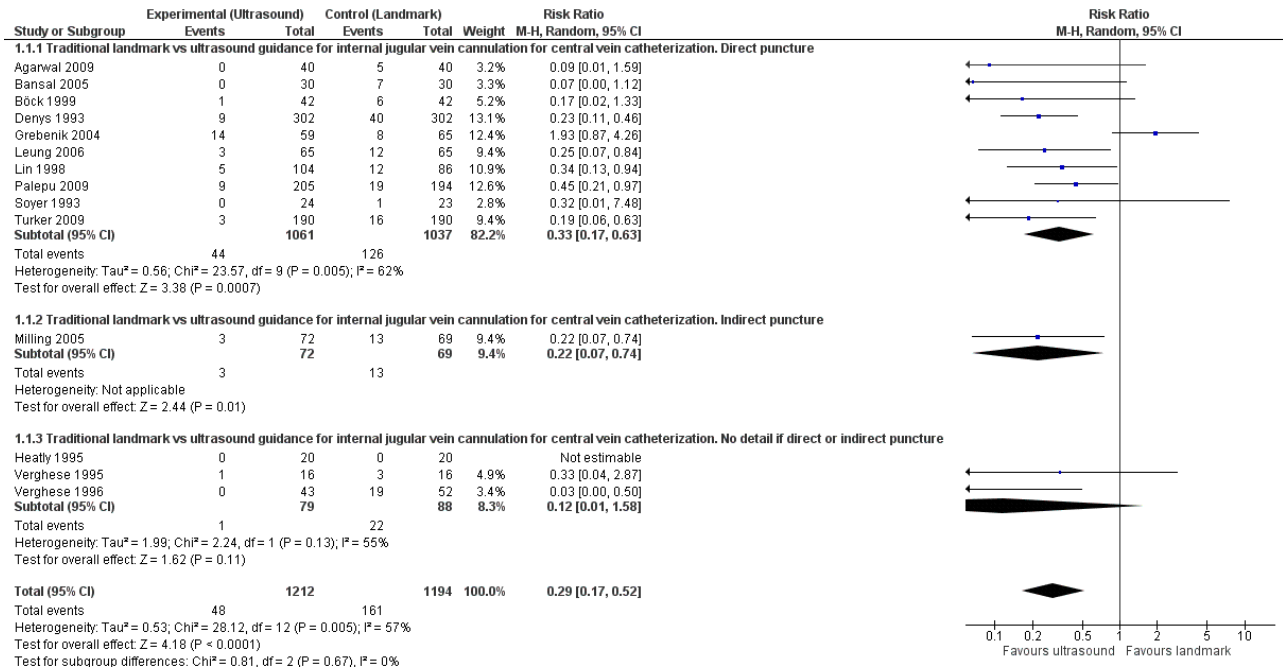 Experimental (Ultrasound) Control (Landmark) Risk Ratio Risk Ratio
Study or Subgroup Events Total Events Total Weight M-H, Random, 95% CI M-H, Random, 95% CI
1.1.1 Traditional landmark vs ultrasound guidance for internal jugular vein cannulation for central vein catheterization. Direct puncture
Agarwal 2009 0 40 5 40 3.2% 0.09 [0.01, 1.59]
Bansal 2005 0 30 7 30 3.3% 0.07 [0.00, 1.12]
Böck 1999 1 42 6 42 5.2% 0.17 [0.02, 1.33]
Denys 1993 9 302 40 302 13.1% 0.23 [0.11, 0.46]
Grebenik 2004 14 59 8 65 12.4% 1.93 [0.87, 4.26]
Leung 2006 3 65 12 65 9.4% 0.25 [0.07, 0.84]
Lin 1998 5 104 12 86 10.9% 0.34 [0.13, 0.94]
Palepu 2009 9 205 19 194 12.6% 0.45 [0.21, 0.97]
Soyer 1993 0 24 1 23 2.8% 0.32 [0.01, 7.48]
Turker 2009 3 190 16 190 9.4% 0.19 [0.06, 0.63]
Subtotal (95% CI) 1061 1037 82.2% 0.33 [0.17, 0.63]
Total events 44 126
Heterogeneity: Tau² = 0.56; Chi² = 23.57, df = 9 (P = 0.005); I² = 62%
Test for overall effect: Z = 3.38 (P = 0.0007)
1.1.2 Traditional landmark vs ultrasound guidance for internal jugular vein cannulation for central vein catheterization. Indirect puncture
Milling 2005 3 72 13 69 9.4% 0.22 [0.07, 0.74]
Subtotal (95% CI) 72 69 9.4% 0.22 [0.07, 0.74]
Total events 3 13
Heterogeneity: Not applicable
Test for overall effect: Z = 2.44 (P = 0.01)
1.1.3 Traditional landmark vs ultrasound guidance for internal jugular vein cannulation for central vein catheterization. No detail if direct or indirect puncture
Heatly 1995 0 20 0 20 Not estimable
Verghese 1995 1 16 3 16 4.9% 0.33 [0.04, 2.87]
Verghese 1996 0 43 19 52 3.4% 0.03 [0.00, 0.50]
Subtotal (95% CI) 79 88 8.3% 0.12 [0.01, 1.58]
Total events 1 22
Heterogeneity: Tau² = 1.99; Chi² = 2.24, df = 1 (P = 0.13); I² = 55%
Test for overall effect: Z = 1.62 (P = 0.11)
Total (95% CI) 1212 1194 100.0% 0.29 [0.17, 0.52]
Total events 48 161
Heterogeneity: Tau² = 0.53; Chi² = 28.12, df = 12 (P = 0.005); I² = 57%
Test for overall effect: Z = 4.18 (P < 0.0001)
Test for subgroup differences: Chi² = 0.81, df = 2 (P = 0.67), I² = 0%
0.1 0.2 0.5 1 2 5 10
Favours ultrasound Favours landmark